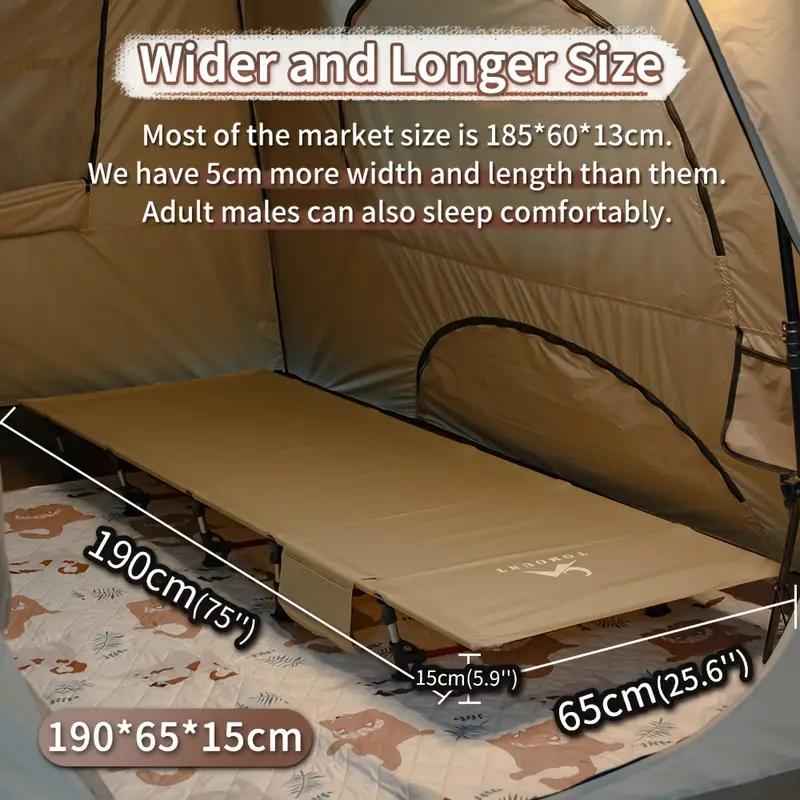 Wider and Longer Size
Most of the market size is 185*60*13cm.
We have 5cm more width and length than them.
Adult males can also sleep comfortably.
TOMOUNT
190cm(75")
15cm(5.9'')
65cm(25.6'')
190*65*15cm